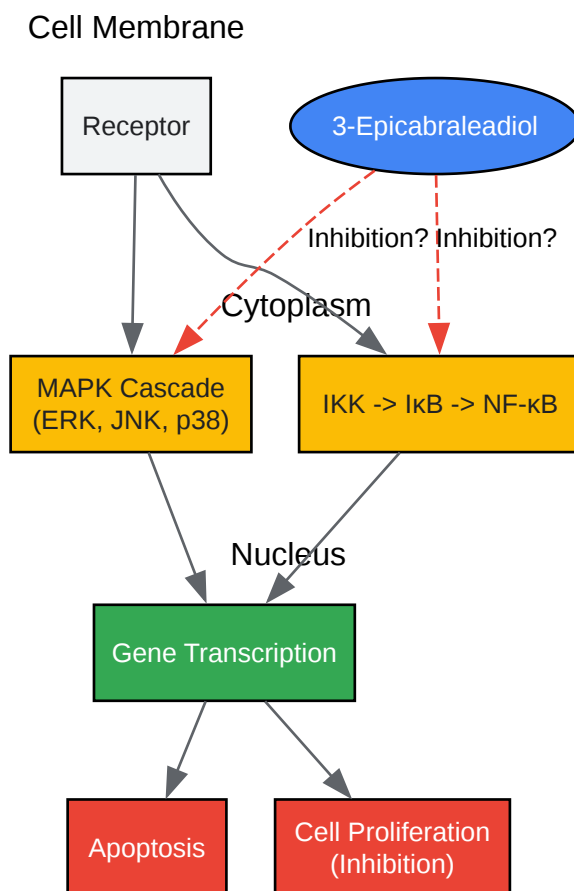 Cell Membrane
Receptor
3-Epicabraleadiol
Inhibition?
Inhibition?
Cytoplasm
MAPK Cascade
(ERK, JNK, p38)
IKK -> IκB -> NF-κB
Nucleus
Gene Transcription
Apoptosis
Cell Proliferation
(Inhibition)